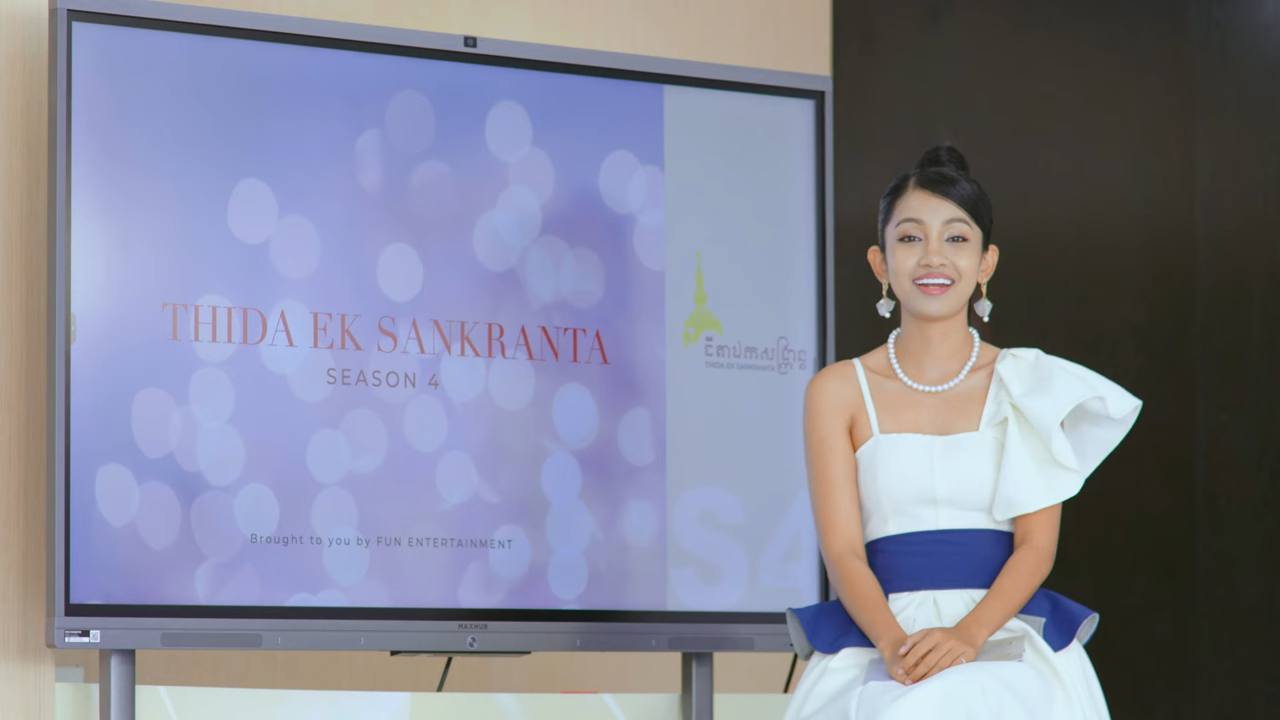 THIDA EK SANKRANTA
SEASON 4
Brought to you by FUN ENTERTAINMENT
THIDA EK SANKRANTA
S4
MAXHUB